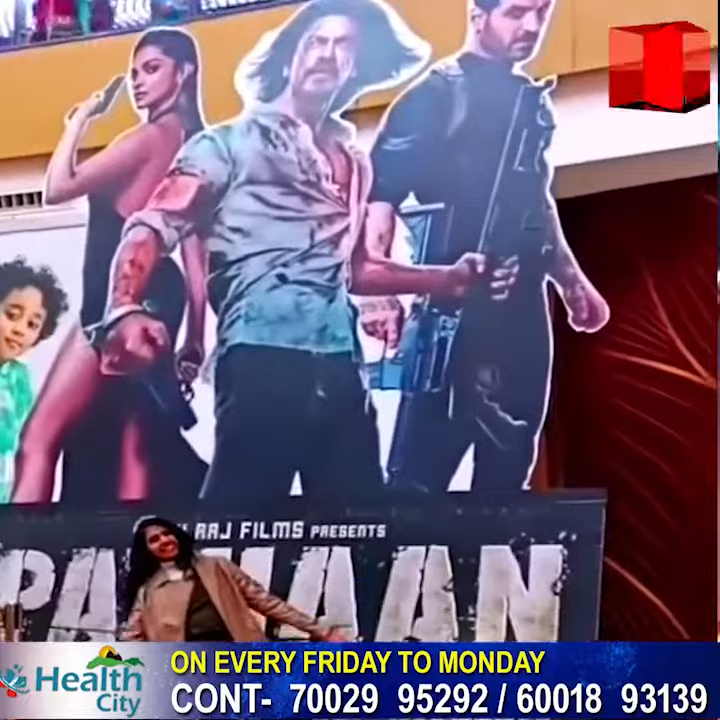 RAJ FILMS PRESENTS
ON EVERY FRIDAY TO MONDAY
Health City
CONT- 70029 95292 / 60018 93139